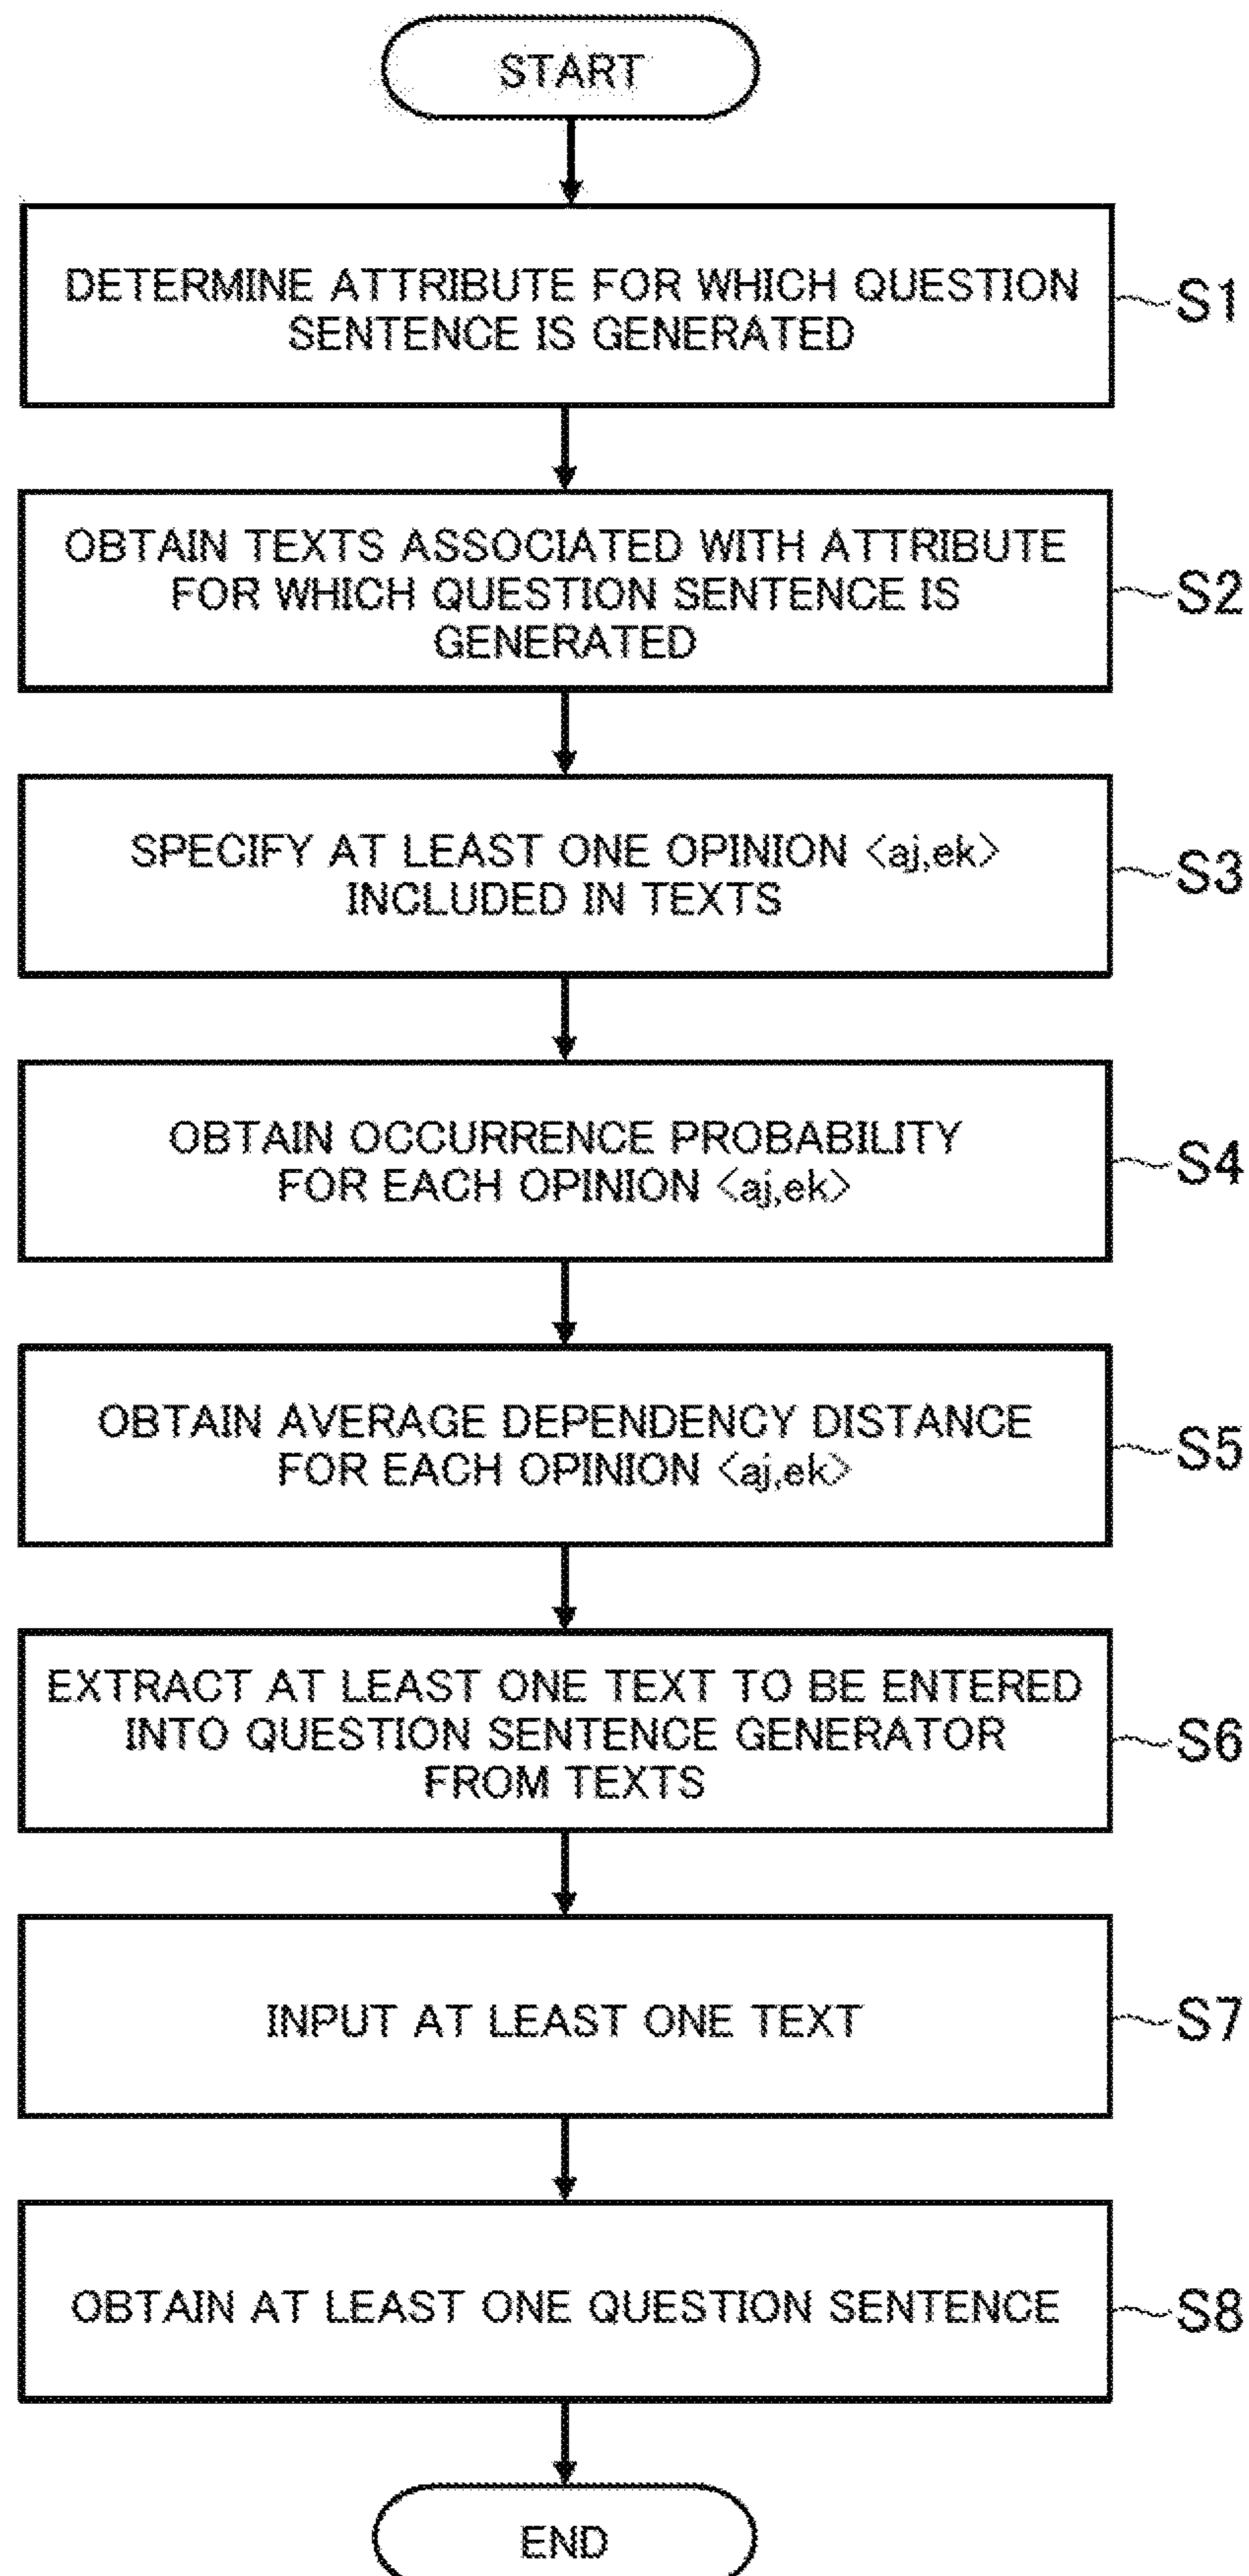 START
DETERMINE ATTRIBUTE FOR WHICH QUESTION
SENTENCE IS GENERATED
S1
OBTAIN TEXTS ASSOCIATED WITH ATTRIBUTE
FOR WHICH QUESTION SENTENCE IS
GENERATED
S2
SPECIFY AT LEAST ONE OPINION <aj,ek>
INCLUDED IN TEXTS
S3
OBTAIN OCCURRENCE PROBABILITY
FOR EACH OPINION <aj,ek>
S4
OBTAIN AVERAGE DEPENDENCY DISTANCE
FOR EACH OPINION <aj,ek>
S5
EXTRACT AT LEAST ONE TEXT TO BE ENTERED
INTO QUESTION SENTENCE GENERATOR
FROM TEXTS
S6
INPUT AT LEAST ONE TEXT
S7
OBTAIN AT LEAST ONE QUESTION SENTENCE
S8
END